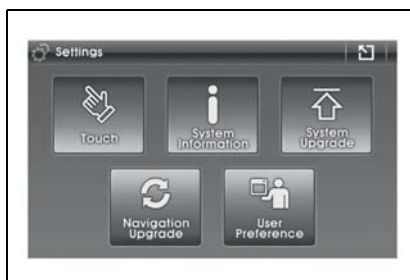 Settings
Touch
System
Information
System
Upgrade
Navigation
Upgrade
User
Preference